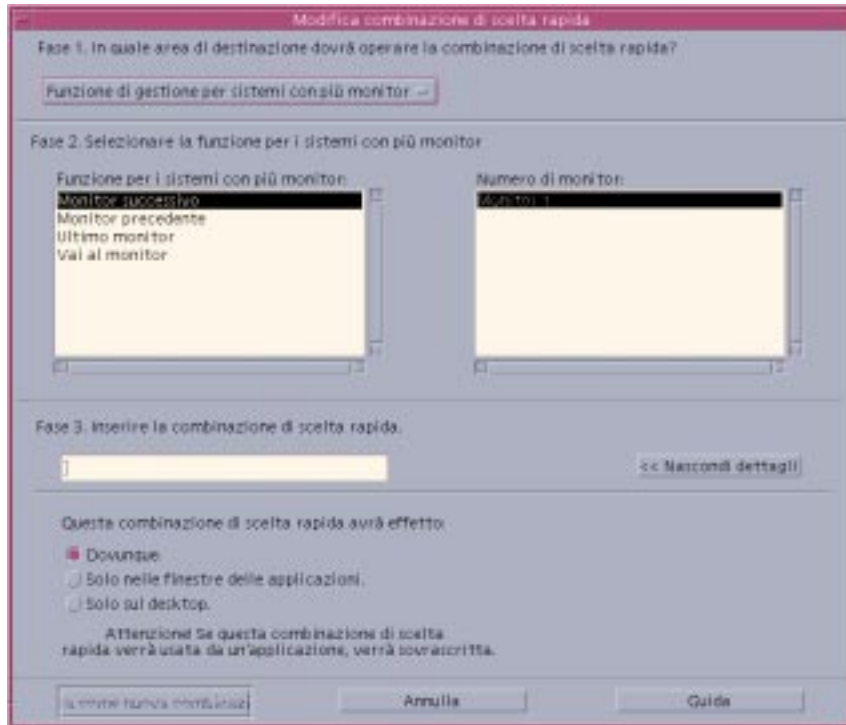 Modifica combinazione di scelta rapida
Fase 1. In quale area di destinazione dovrà operare la combinazione di scelta rapida?
Funzione di gestione per sistemi con più monitor
Fase 2. Selezionare la funzione per i sistemi con più monitor
Funzione per i sistemi con più monitor:
Numero di monitor:
Monitor successivo
Monitor 1
Monitor precedente
Ultimo monitor
Vai al monitor
Fase 3. Inserire la combinazione di scelta rapida.
<< Nascondi dettagli
Questa combinazione di scelta rapida avrà effetto:
Dovunque
Solo nelle finestre delle applicazioni.
Solo sul desktop.
Attenzione! Se questa combinazione di scelta
rapida verrà usata da un'applicazione, verrà sovrascritta.
come nuova
Annulla
Guida